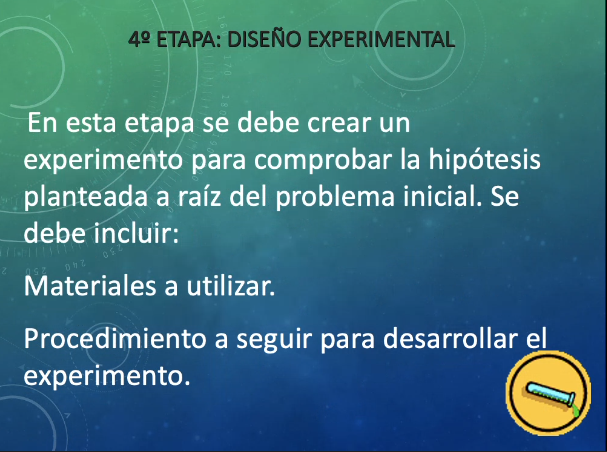 4º ETAPA: DISEÑO EXPERIMENTAL
En esta etapa se debe crear un
experimento para comprobar la hipótesis
planteada a raíz del problema inicial. Se
debe incluir:
Materiales a utilizar.
Procedimiento a seguir para desarrollar el
experimento.